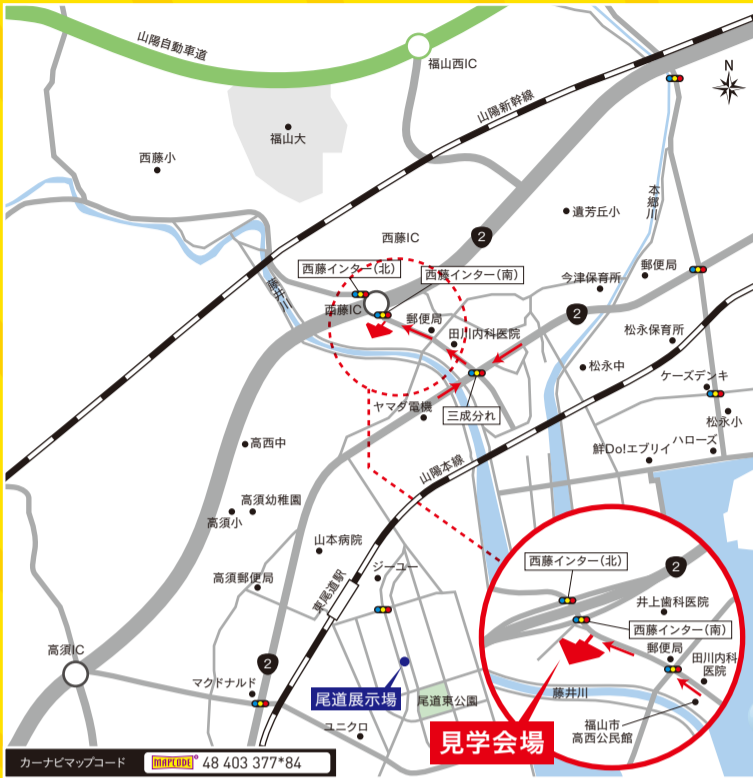 山陽自動車道
福山西IC
N
山陽新幹線
福山大
西藤小
本郷川
遺芳丘小
西藤IC
2
西藤インター(北)
西藤インター(南)
今津保育所
郵便局
藤井川
西藤IC
郵便局
田川内科医院
2
松永保育所
松永中
ケーズデンキ
ヤマダ電機
三成分れ
松永小
高西中
山陽本線
鮮Do!エブリイ
ハローズ
高須幼稚園
高須小
山本病院
ジーユー
高須郵便局
東尾道駅
西藤インター(北)
2
井上歯科医院
西藤インター(南)
郵便局
田川内科
医院
高須IC
2
マクドナルド
尾道展示場
尾道東公園
藤井川
福山市
高西公民館
ユニクロ
見学会場
カーナビマップコード
MAPCODE® 48 403 377*84